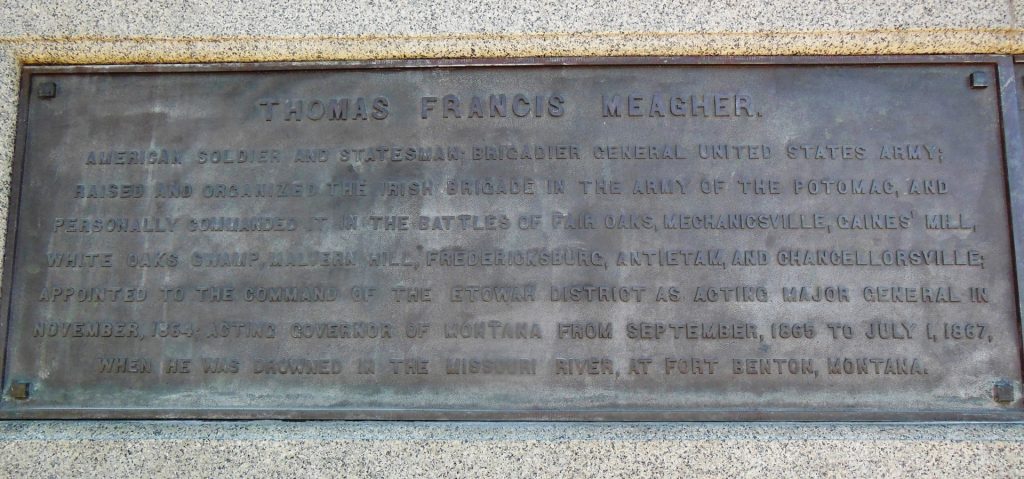 THOMAS FRANCIS MEAGHER.
AMERICAN SOLDIER AND STATESMAN; BRIGADIER GENERAL UNITED STATES ARMY;
RAISED AND ORGANIZED THE IRISH BRIGADE IN THE ARMY OF THE POTOMAC, AND
PERSONALLY COMMANDED IT IN THE BATTLES OF FAIR OAKS, MECHANICSVILLE, GAINES' MILL,
WHITE OAKS SWAMP, MALVERN HILL, FREDERICKSBURG, ANTIETAM, AND CHANCELLORSVILLE;
APPOINTED TO THE COMMAND OF THE ETOWAH DISTRICT AS ACTING MAJOR GENERAL IN
NOVEMBER, 1864; ACTING GOVERNOR OF MONTANA FROM SEPTEMBER, 1865 TO JULY 1, 1867,
WHEN HE WAS DROWNED IN THE MISSOURI RIVER, AT FORT BENTON, MONTANA.